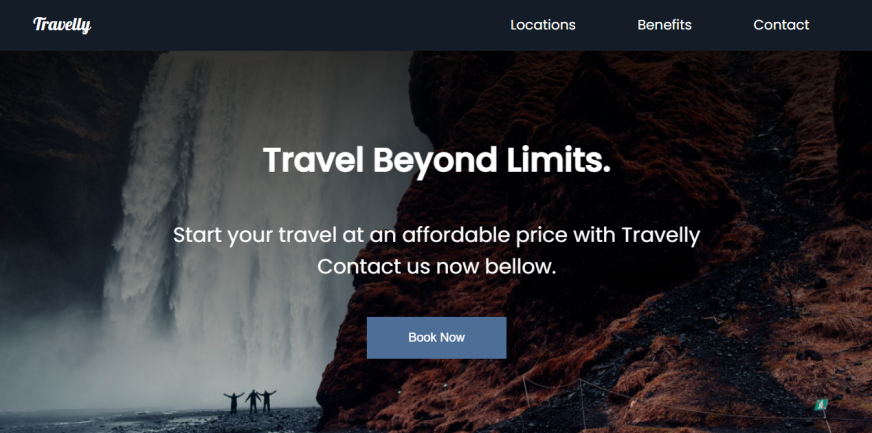 Travelly
Locations Benefits Contact
Travel Beyond Limits.
Start your travel at an affordable price with Travelly
Contact us now bellow.
Book Now